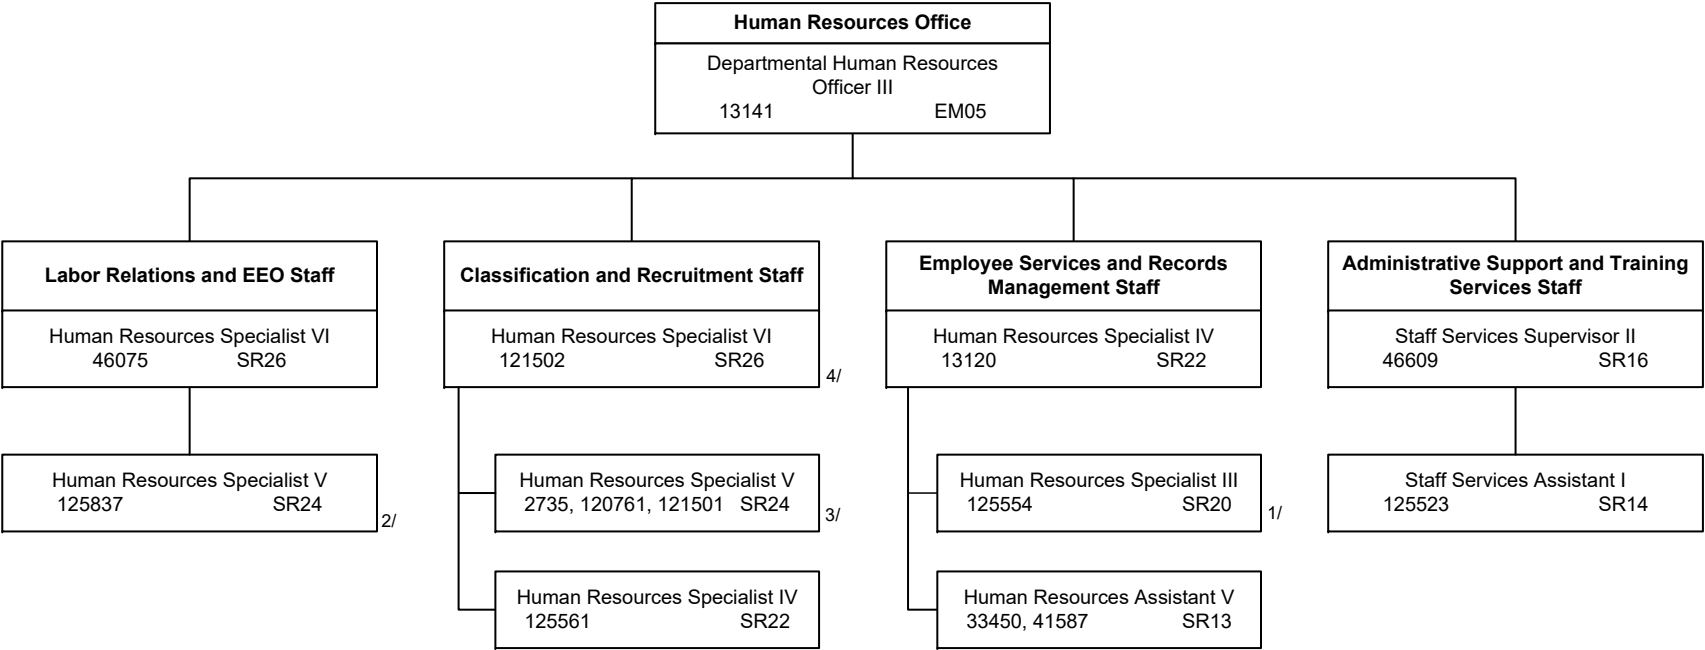 Human Resources Office
Departmental Human Resources
Officer III
13141 EM05
Labor Relations and EEO Staff
Human Resources Specialist VI
46075 SR26
Human Resources Specialist V
125837 SR24
2/
Classification and Recruitment Staff
Human Resources Specialist VI
121502 SR26
4/
Human Resources Specialist V
2735, 120761, 121501 SR24
3/
Human Resources Specialist IV
125561 SR22
Employee Services and Records
Management Staff
Human Resources Specialist IV
13120 SR22
Human Resources Specialist III
125554 SR20
1/
Human Resources Assistant V
33450, 41587 SR13
Administrative Support and Training
Services Staff
Staff Services Supervisor II
46609 SR16
Staff Services Assistant I
125523 SR14